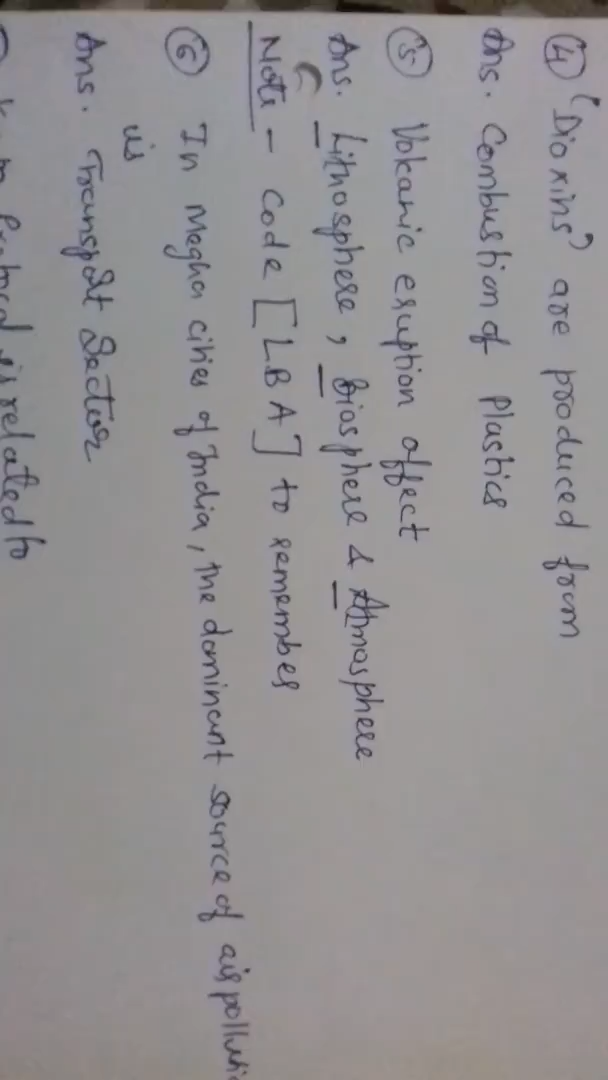 ④ "Dioxins" are produced from
Ans. Combustion of Plastics
⑤ Volcanic eruption affect
Ans. Lithosphere, Biosphere & Atmosphere
Note - Code [LBA] to remember
⑥ In Megha cities of India, the dominant source of air polluti
is
Ans. Transport Sector
is related to